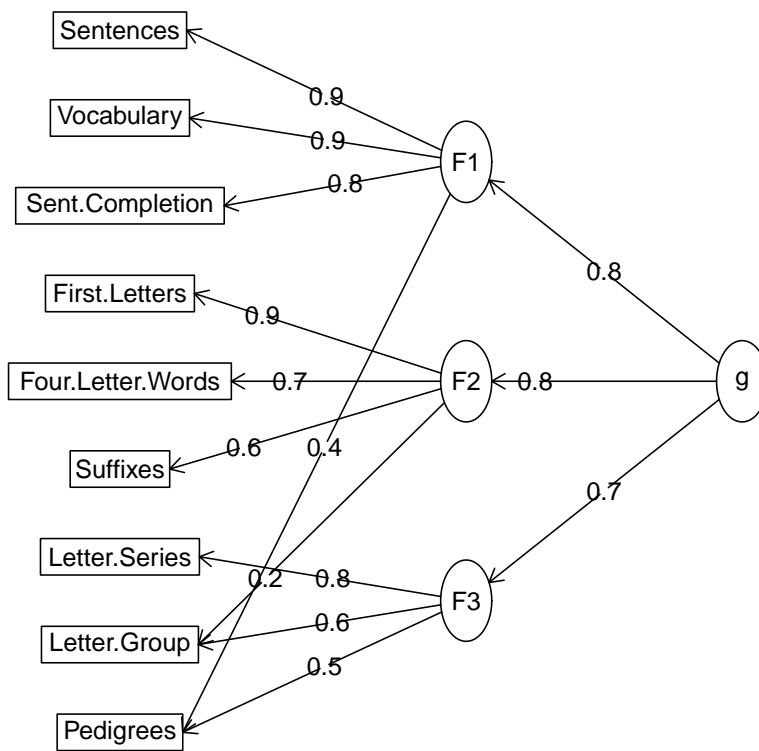 Sentences
0.9
Vocabulary
0.9
F1
Sent.Completion
0.8
0.8
First.Letters
0.9
Four.Letter.Words
0.7
F2
0.8
g
Suffixes
0.6
0.4
0.7
Letter.Series
0.2
0.8
F3
Letter.Group
0.6
0.5
Pedigrees